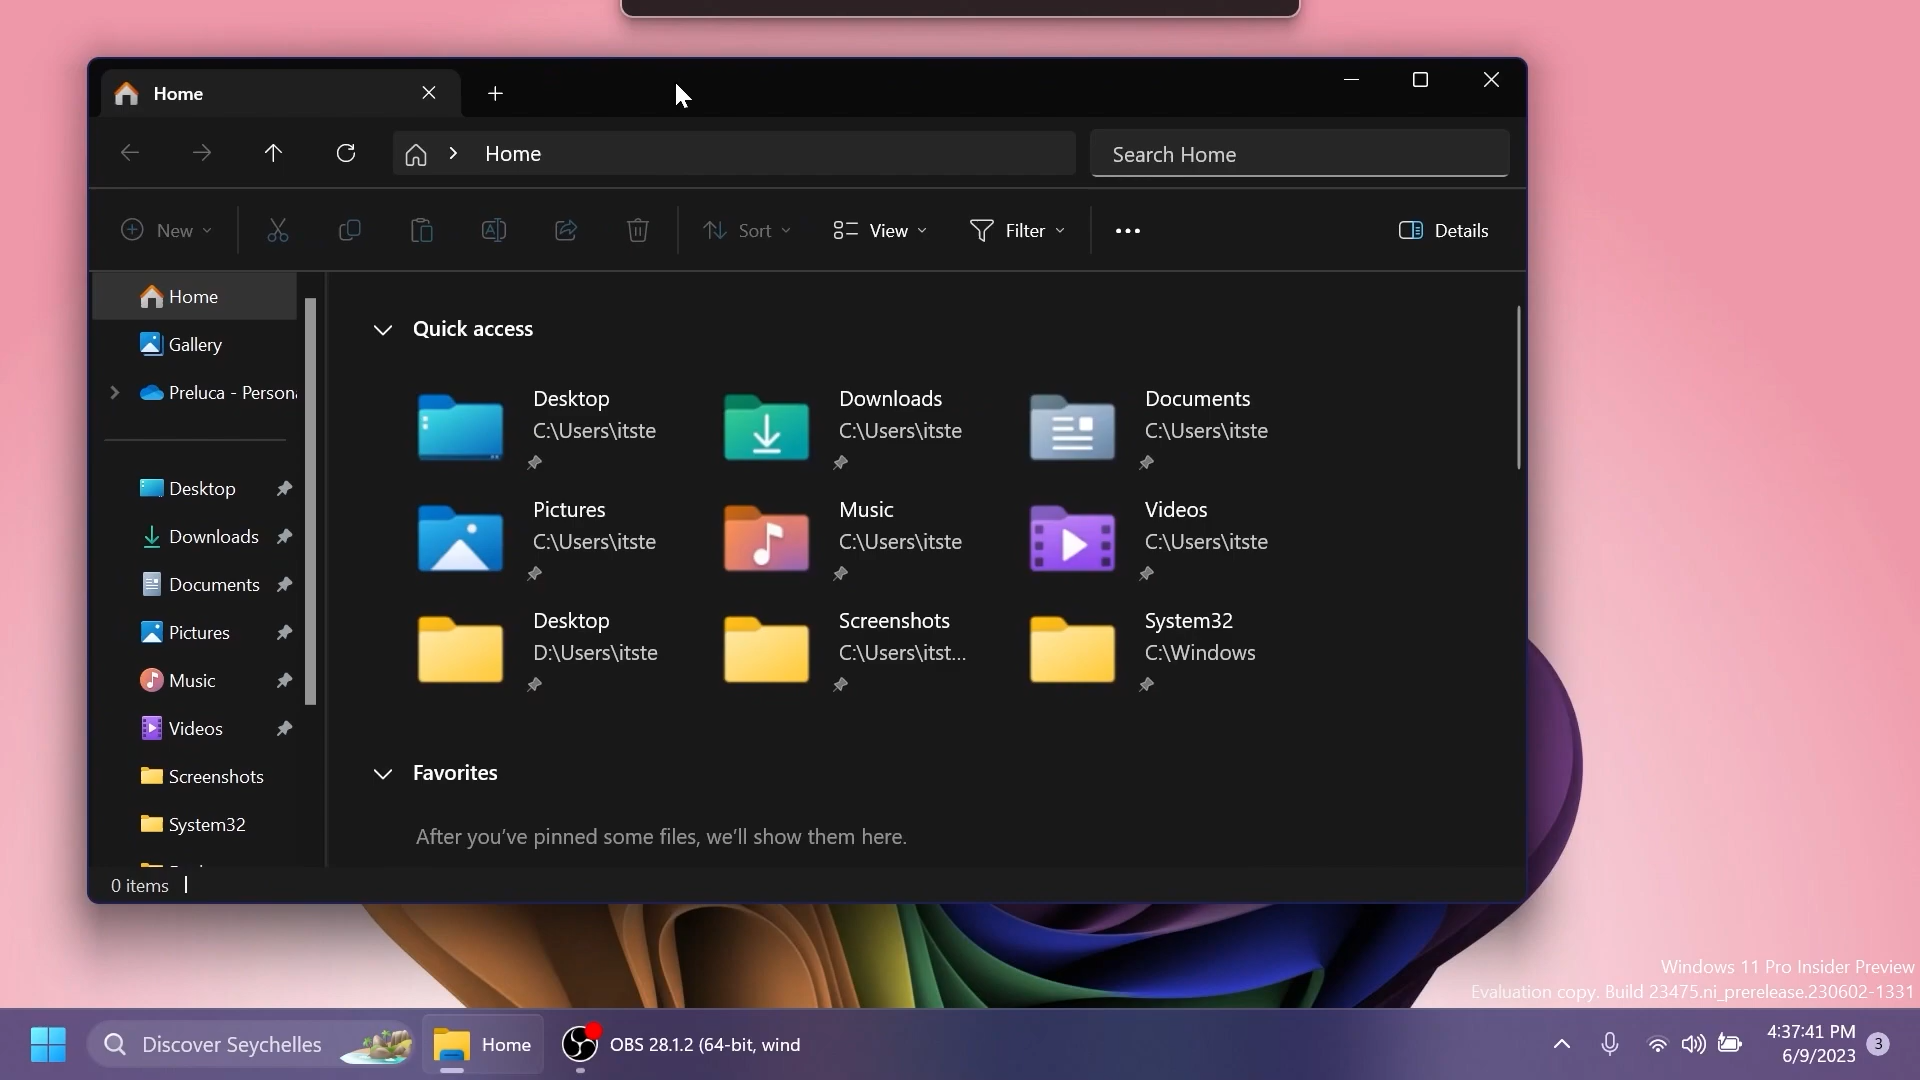 Home
Home
Search Home
New
Sort
View
Filter
Details
Home
Gallery
Preluca - Persona
Desktop
Downloads
Documents
Pictures
Music
Videos
Screenshots
System32
Quick access
Desktop
C:\Users\itste
Downloads
C:\Users\itste
Documents
C:\Users\itste
Pictures
C:\Users\itste
Music
C:\Users\itste
Videos
C:\Users\itste
Desktop
D:\Users\itste
Screenshots
C:\Users\itst...
System32
C:\Windows
Favorites
After you've pinned some files, we'll show them here.
0 items
Windows 11 Pro Insider Preview
Evaluation copy. Build 23475.ni_prerelease.230602-1331
Discover Seychelles
Home
OBS 28.1.2 (64-bit, wind
4:37:41 PM
6/9/2023
3